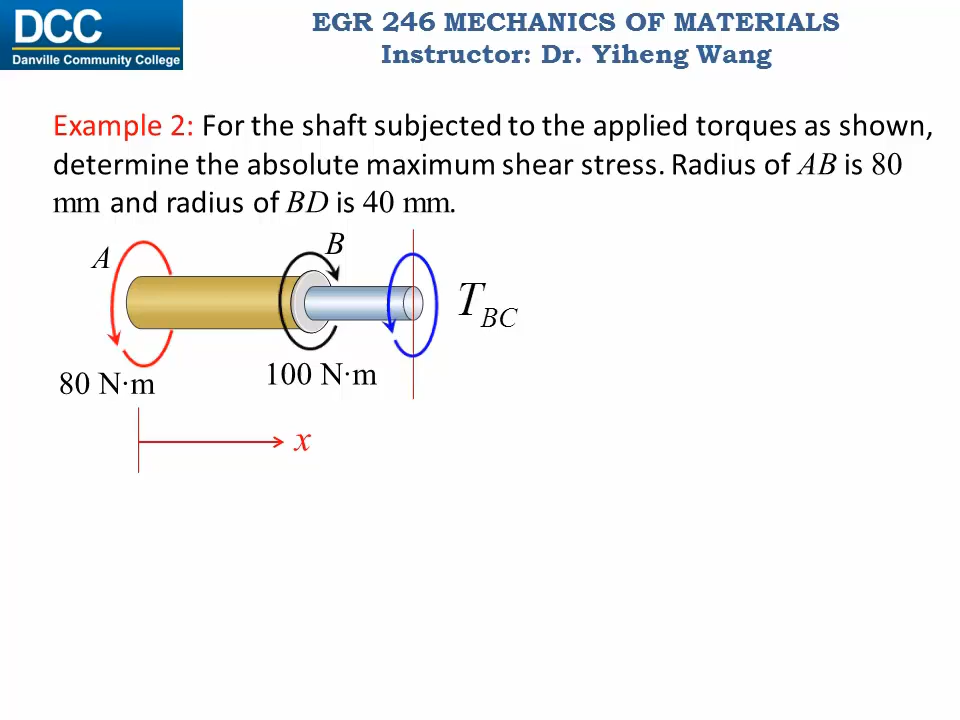 DCC
Danville Community College
EGR 246 MECHANICS OF MATERIALS
Instructor: Dr. Yiheng Wang
Example 2: For the shaft subjected to the applied torques as shown,
determine the absolute maximum shear stress. Radius of AB is 80
mm and radius of BD is 40 mm.
A
B
T_BC
80 N·m
100 N·m
x